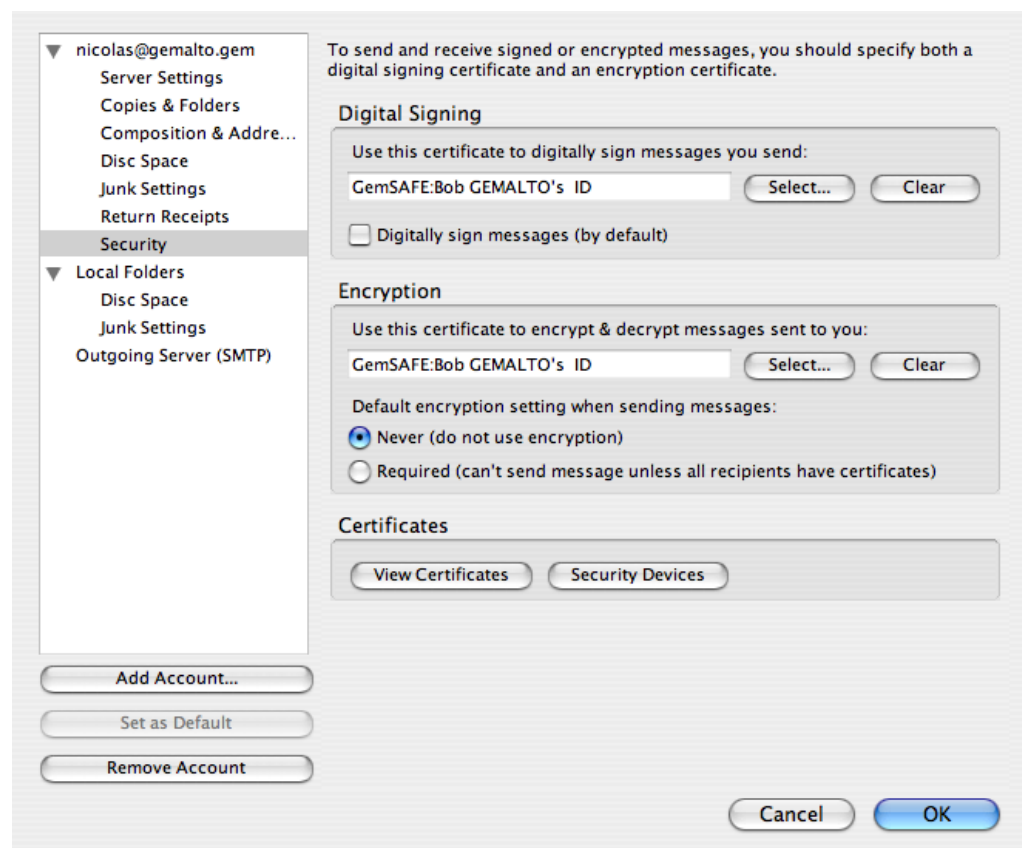 nicolas@gemalto.gem
Server Settings
Copies & Folders
Composition & Addre...
Disc Space
Junk Settings
Return Receipts
Security
Local Folders
Disc Space
Junk Settings
Outgoing Server (SMTP)
Add Account...
Set as Default
Remove Account
To send and receive signed or encrypted messages, you should specify both a
digital signing certificate and an encryption certificate.
Digital Signing
Use this certificate to digitally sign messages you send:
GemSAFE:Bob GEMALTO's  ID
Select...
Clear
Digitally sign messages (by default)
Encryption
Use this certificate to encrypt & decrypt messages sent to you:
GemSAFE:Bob GEMALTO's  ID
Select...
Clear
Default encryption setting when sending messages:
Never (do not use encryption)
Required (can't send message unless all recipients have certificates)
Certificates
View Certificates
Security Devices
Cancel
OK